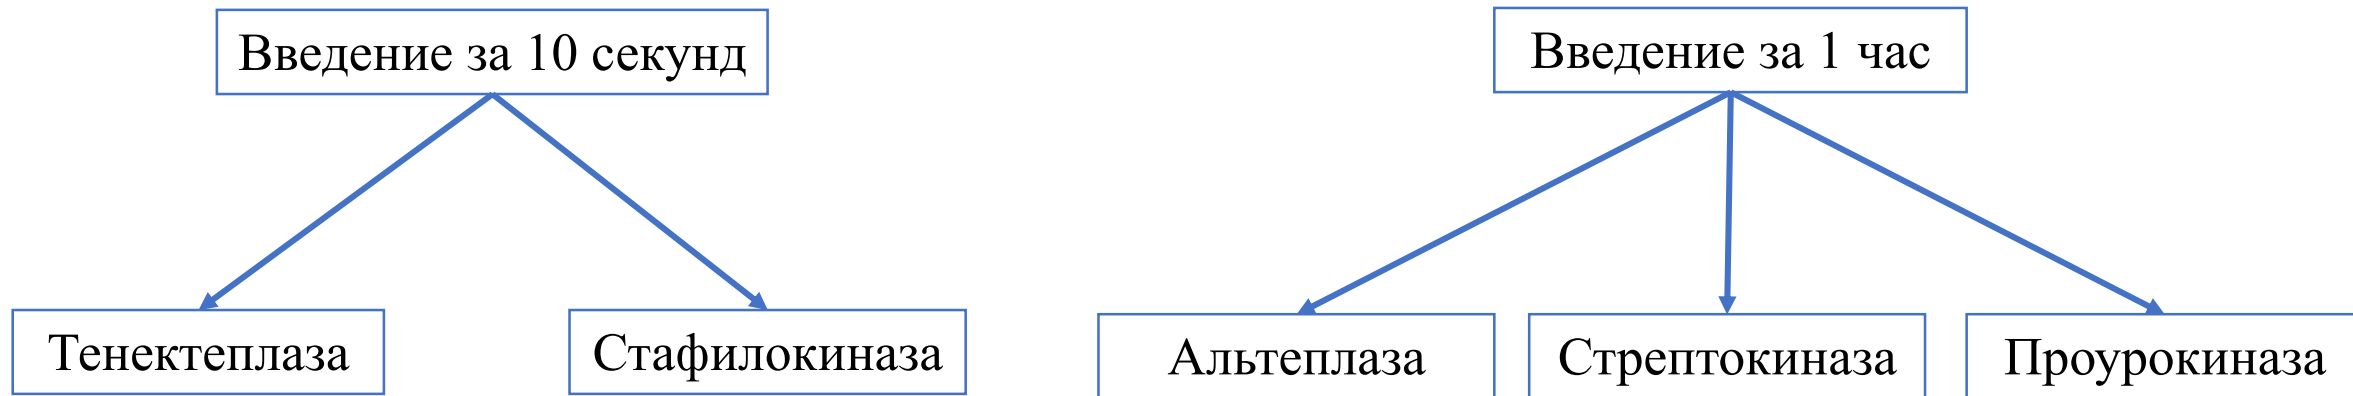 Введение за 10 секунд
Введение за 1 час
Тенектеплаза
Стафилокиназа
Альтеплаза
Стрептокиназа
Проурокиназа